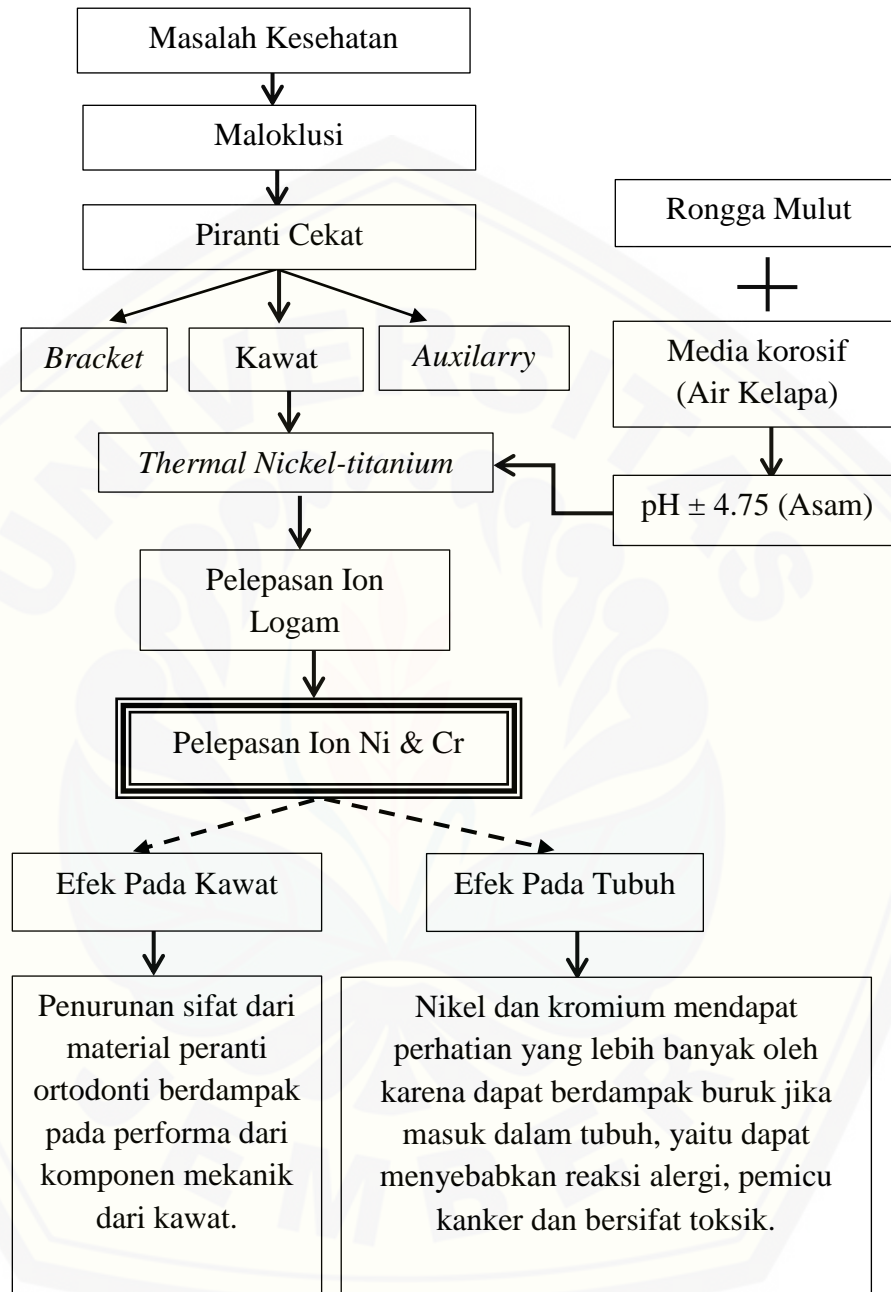 Masalah Kesehatan
Maloklusi
Piranti Cekat
Bracket
Kawat
Auxilarry
Rongga Mulut
Media korosif
(Air Kelapa)
pH ± 4.75 (Asam)
Thermal Nickel-titanium
Pelepasan Ion
Logam
Pelepasan Ion Ni & Cr
Efek Pada Kawat
Penurunan sifat dari
material peranti
ortodonti berdampak
pada performa dari
komponen mekanik
dari kawat.
Efek Pada Tubuh
Nikel dan kromium mendapat
perhatian yang lebih banyak oleh
karena dapat berdampak buruk jika
masuk dalam tubuh, yaitu dapat
menyebabkan reaksi alergi, pemicu
kanker dan bersifat toksik.
UNIVERSITAS
JEMBER